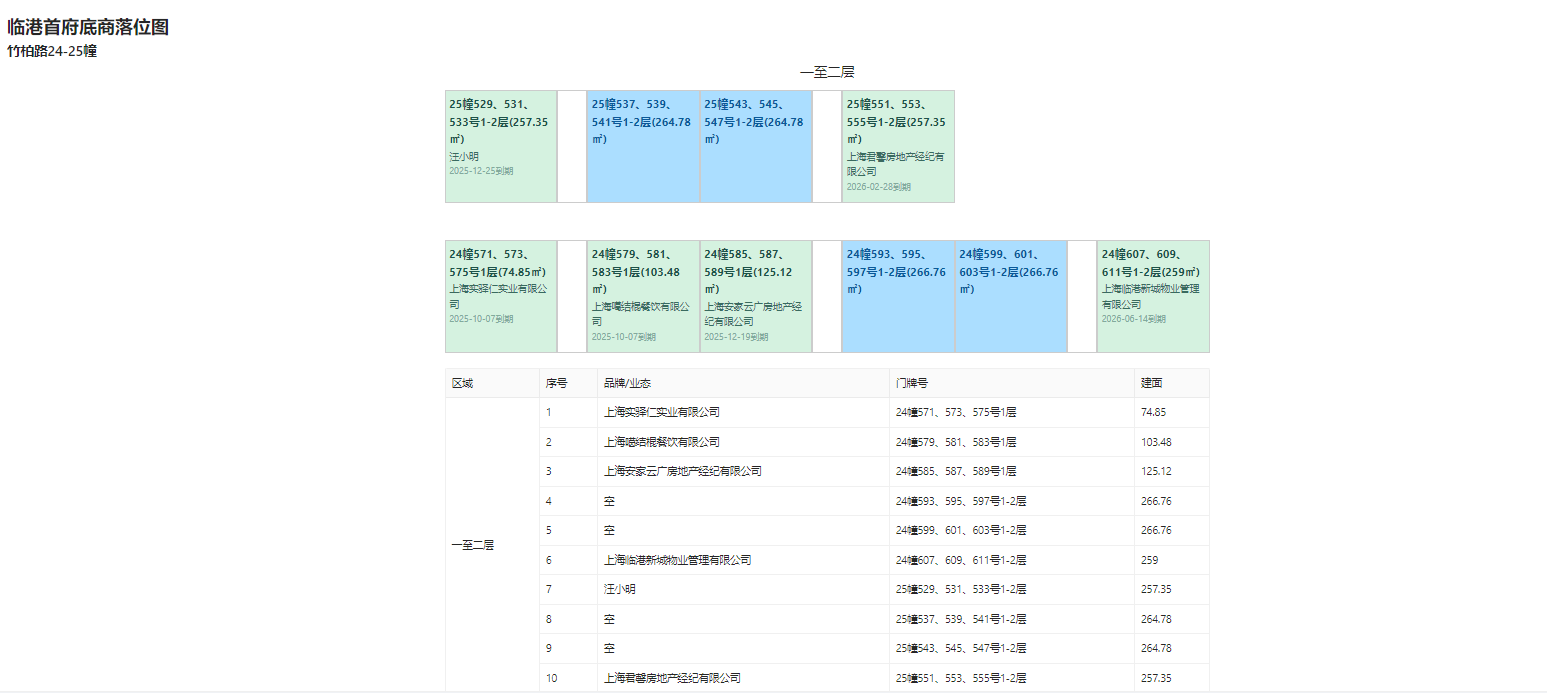 临港首府底商落位图
竹柏路24-25幢
一至二层
25幢529、531、
533号1-2层(257.35
㎡)
汪小明
2025-12-25到期
25幢537、539、
541号1-2层(264.78
㎡)
25幢543、545、
547号1-2层(264.78
㎡)
25幢551、553、
555号1-2层(257.35
㎡)
上海君馨房地产经纪有
限公司
2026-02-28到期
24幢571、573、
575号1层(74.85㎡)
上海实驿仁实业有限公
司
2025-10-07到期
24幢579、581、
583号1层(103.48
㎡)
上海噶结棍餐饮有限公
司
2025-10-07到期
24幢585、587、
589号1层(125.12
㎡)
上海安家云广房地产经
纪有限公司
2025-12-19到期
24幢593、595、
597号1-2层(266.76
㎡)
24幢599、601、
603号1-2层(266.76
㎡)
24幢607、609、
611号1-2层(259㎡)
上海临港新城物业管理
有限公司
2026-06-14到期
区域 序号 品牌/业态 门牌号 建面
1 上海实驿仁实业有限公司 24幢571、573、575号1层 74.85
2 上海噶结棍餐饮有限公司 24幢579、581、583号1层 103.48
3 上海安家云广房地产经纪有限公司 24幢585、587、589号1层 125.12
4 空 24幢593、595、597号1-2层 266.76
5 空 24幢599、601、603号1-2层 266.76
一至二层
6 上海临港新城物业管理有限公司 24幢607、609、611号1-2层 259
7 汪小明 25幢529、531、533号1-2层 257.35
8 空 25幢537、539、541号1-2层 264.78
9 空 25幢543、545、547号1-2层 264.78
10 上海君馨房地产经纪有限公司 25幢551、553、555号1-2层 257.35